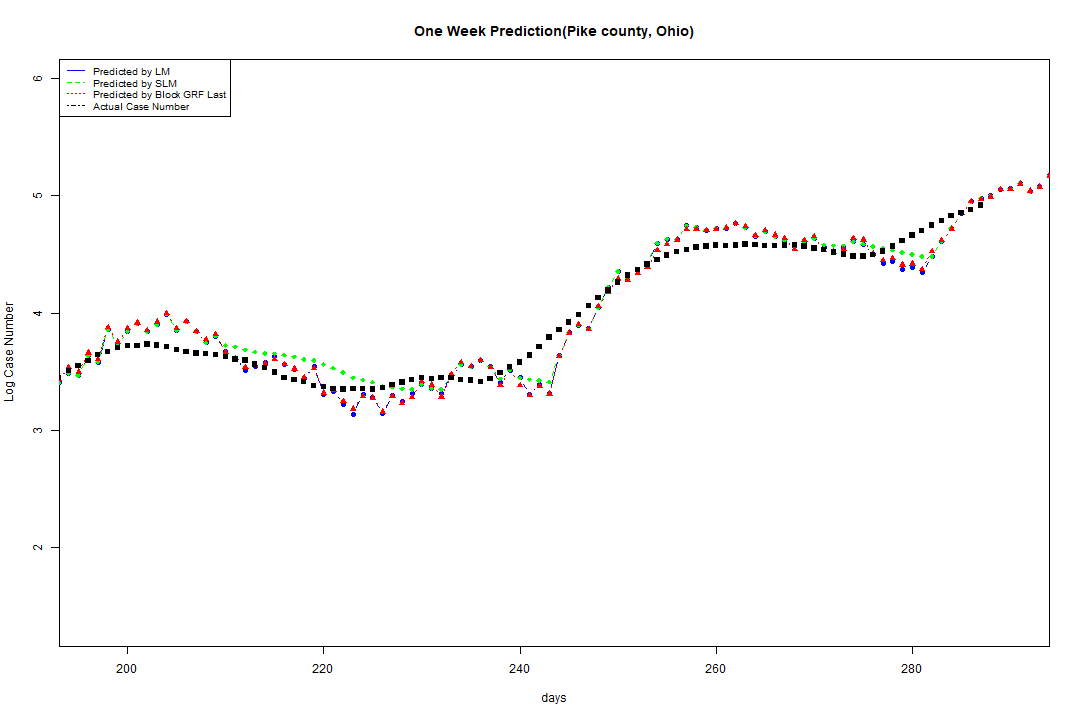 One Week Prediction(Pike county, Ohio)
Predicted by LM
Predicted by SLM
Predicted by Block GRF Last
Actual Case Number
6
5
4
3
2
Log Case Number
200
220
240
260
280
days